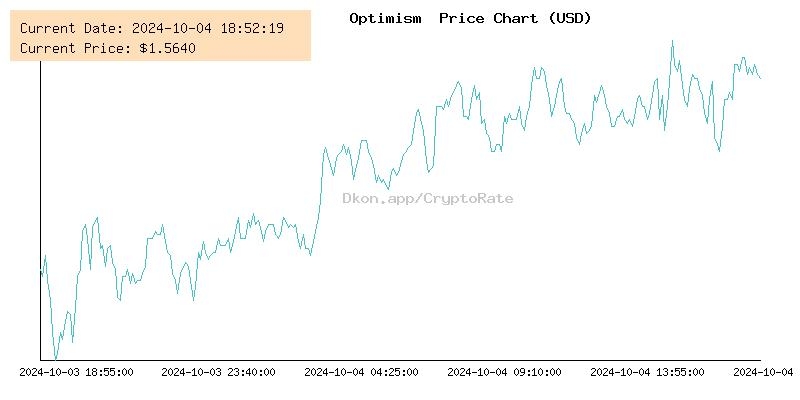 Optimism  Price Chart (USD)
Current Date: 2024-10-04 18:52:19
Current Price: $1.5640
Dkon.app/CryptoRate
2024-10-03 18:55:00 2024-10-03 23:40:00 2024-10-04 04:25:00 2024-10-04 09:10:00 2024-10-04 13:55:00 2024-10-04